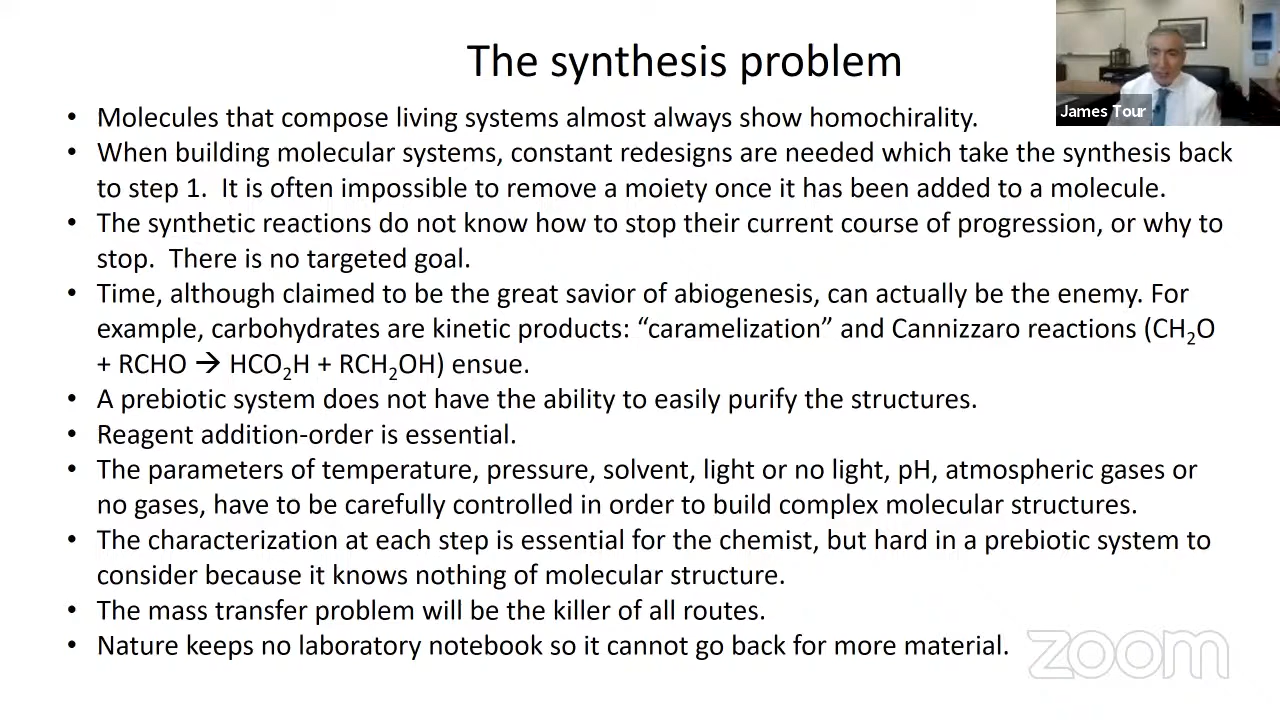 The synthesis problem
James Tour
• Molecules that compose living systems almost always show homochirality.
• When building molecular systems, constant redesigns are needed which take the synthesis back
to step 1.  It is often impossible to remove a moiety once it has been added to a molecule.
• The synthetic reactions do not know how to stop their current course of progression, or why to
stop.  There is no targeted goal.
• Time, although claimed to be the great savior of abiogenesis, can actually be the enemy. For
example, carbohydrates are kinetic products: “caramelization” and Cannizzaro reactions (CH₂O
+ RCHO → HCO₂H + RCH₂OH) ensue.
• A prebiotic system does not have the ability to easily purify the structures.
• Reagent addition-order is essential.
• The parameters of temperature, pressure, solvent, light or no light, pH, atmospheric gases or
no gases, have to be carefully controlled in order to build complex molecular structures.
• The characterization at each step is essential for the chemist, but hard in a prebiotic system to
consider because it knows nothing of molecular structure.
• The mass transfer problem will be the killer of all routes.
• Nature keeps no laboratory notebook so it cannot go back for more material.
zoom